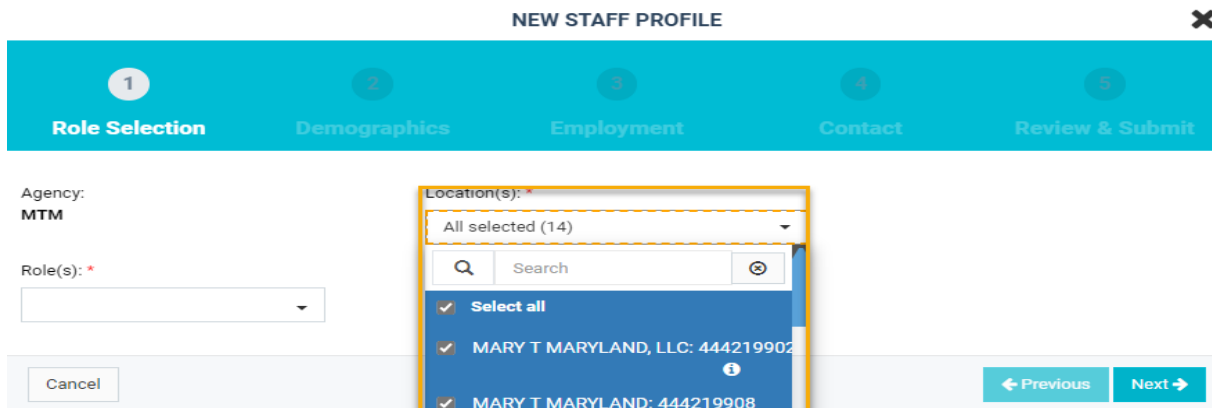 NEW STAFF PROFILE
1
2
3
4
5
Role Selection
Demographics
Employment
Contact
Review & Submit
Agency:
MTM
Location(s): *
All selected (14)
Role(s): *
Search
Select all
MARY T MARYLAND, LLC: 444219902
MARY T MARYLAND: 444219908
Cancel
Previous
Next